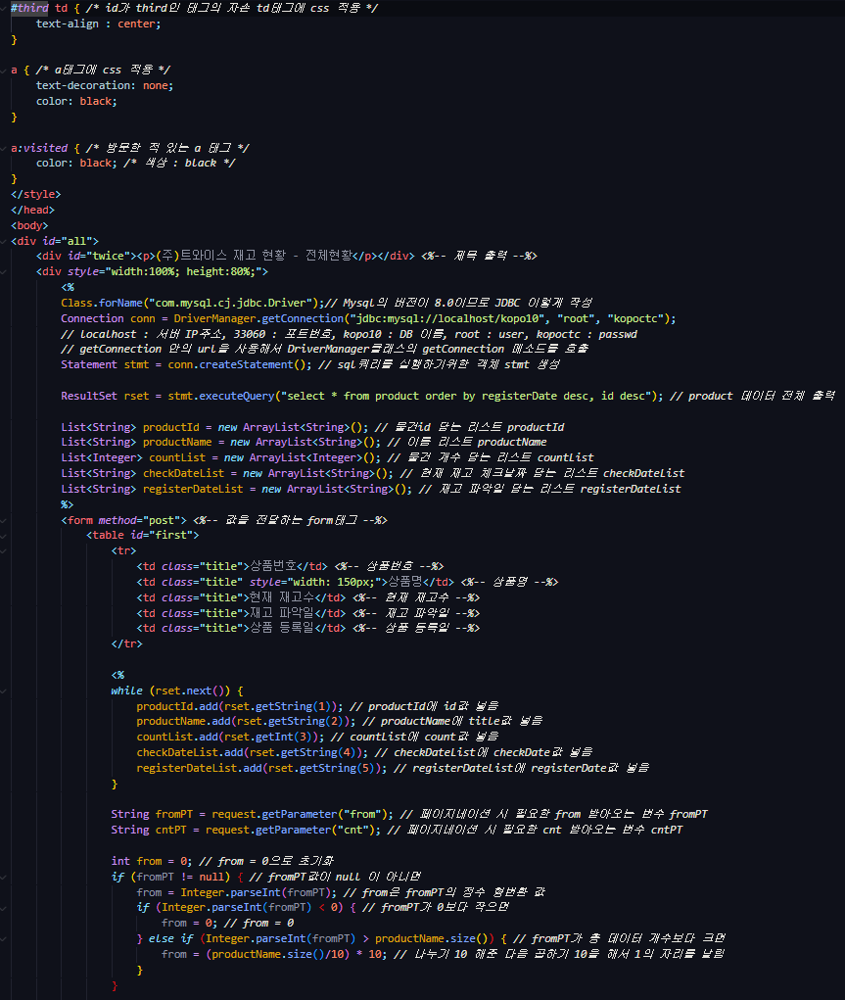 #third td { /* id가 third인 태그의 자손 td태그에 css 적용 */
text-align : center;
}
a { /* a태그에 css 적용 */
text-decoration: none;
color: black;
}
a:visited { /* 방문한 적 있는 a 태그 */
color: black; /* 색상 : black */
}
</style>
</head>
<body>
<div id="all">
<div id="twice"><p>(주)트와이스 재고 현황 - 전체현황</p></div> <%-- 제목 출력 --%>
<div style="width:100%; height:80%;">
<%
Class.forName("com.mysql.cj.jdbc.Driver");// Mysql의 버전이 8.0이므로 JDBC 이렇게 작성
Connection conn = DriverManager.getConnection("jdbc:mysql://localhost/kopo10", "root", "kopoctc");
// localhost : 서버 IP주소, 33060 : 포트번호, kopo10 : DB 이름, root : user, kopoctc : passwd
// getConnection 안의 url을 사용해서 DriverManager클래스의 getConnection 메소드를 호출
Statement stmt = conn.createStatement(); // sql쿼리를 실행하기위한 객체 stmt 생성
ResultSet rset = stmt.executeQuery("select * from product order by registerDate desc, id desc"); // product 데이터 전체 출력
List<String> productId = new ArrayList<String>(); // 물건id 담는 리스트 productId
List<String> productName = new ArrayList<String>(); // 이름 리스트 productName
List<Integer> countList = new ArrayList<Integer>(); // 물건 개수 담는 리스트 countList
List<String> checkDateList = new ArrayList<String>(); // 현재 재고 체크날짜 담는 리스트 checkDateList
List<String> registerDateList = new ArrayList<String>(); // 재고 파악일 담는 리스트 registerDateList
%>
<form method="post"> <%-- 값을 전달하는 form태그 --%>
<table id="first">
<tr>
<td class="title">상품번호</td> <%-- 상품번호 --%>
<td class="title" style="width: 150px;">상품명</td> <%-- 상품명 --%>
<td class="title">현재 재고수</td> <%-- 현재 재고수 --%>
<td class="title">재고 파악일</td> <%-- 재고 파악일 --%>
<td class="title">상품 등록일</td> <%-- 상품 등록일 --%>
</tr>
<%
while (rset.next()) {
productId.add(rset.getString(1)); // productId에 id값 넣음
productName.add(rset.getString(2)); // productName에 title값 넣음
countList.add(rset.getInt(3)); // countList에 count값 넣음
checkDateList.add(rset.getString(4)); // checkDateList에 checkDate값 넣음
registerDateList.add(rset.getString(5)); // registerDateList에 registerDate값 넣음
}
String fromPT = request.getParameter("from"); // 페이지네이션 시 필요한 from 받아오는 변수 fromPT
String cntPT = request.getParameter("cnt"); // 페이지네이션 시 필요한 cnt 받아오는 변수 cntPT
int from = 0; // from = 0으로 초기화
if (fromPT != null) { // fromPT값이 null 이 아니면
from = Integer.parseInt(fromPT); // from은 fromPT의 정수 형변환 값
if (Integer.parseInt(fromPT) < 0) { // fromPT가 0보다 작으면
from = 0; // from = 0
} else if (Integer.parseInt(fromPT) > productName.size()) { // fromPT가 총 데이터 개수보다 크면
from = (productName.size()/10) * 10; // 나누기 10 해준 다음 곱하기 10을 해서 1의 자리를 날림
}
}